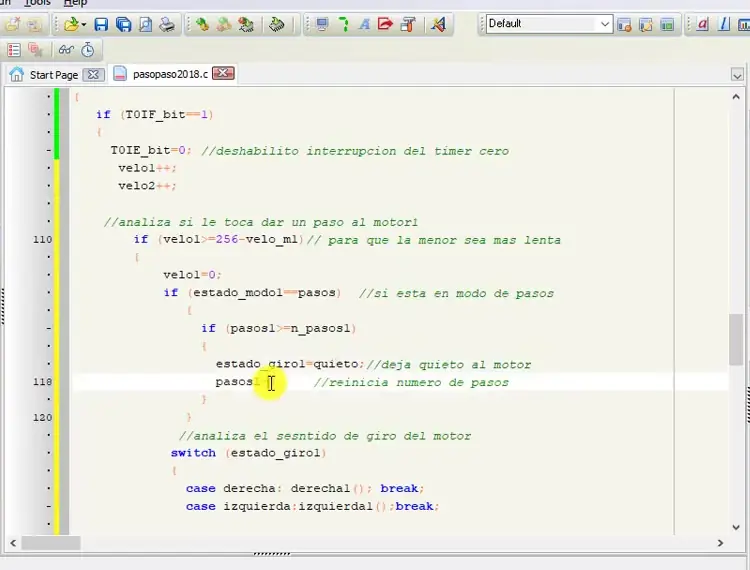 Tools Help
Default
Start Page pasopaso2018.c
{
if (T0IF_bit==1)
{
T0IE_bit=0; //deshabilito interrupcion del timer cero
velo1++;
velo2++;
//analiza si le toca dar un paso al motor1
110 if (velo1>=256-velo_m1)// para que la menor sea mas lenta
{
velo1=0;
if (estado_modo1==pasos) //si esta en modo de pasos
{
if (pasos1>=n_pasos1)
{
estado_giro1=quieto;//deja quieto al motor
118 pasos1 //reinicia numero de pasos
}
120 }
//analiza el sesntido de giro del motor
switch (estado_giro1)
{
case derecha: derecha1(); break;
case izquierda:izquierda1();break;